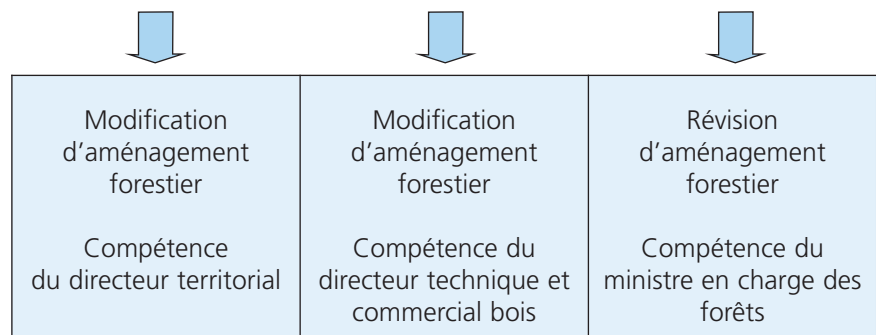 Modification
d'aménagement
forestier
Compétence
du directeur territorial
Modification
d'aménagement
forestier
Compétence du
directeur technique et
commercial bois
Révision
d'aménagement
forestier
Compétence du
ministre en charge des
forêts